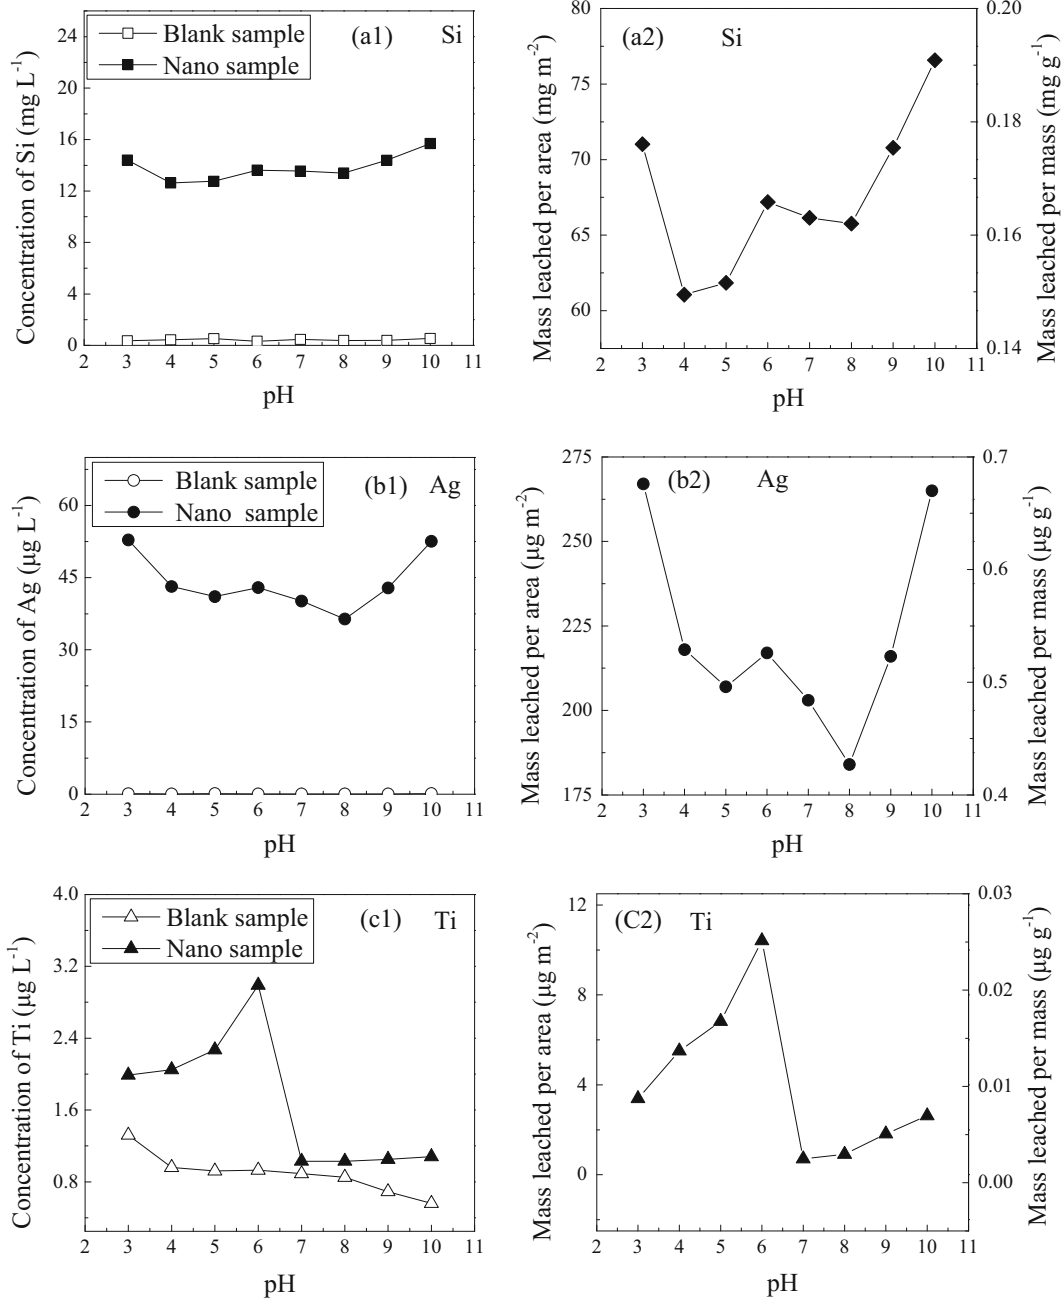 Blank sample
Nano sample
(a1) Si
24
20
16
12
8
4
0
2 3 4 5 6 7 8 9 10 11
pH
Concentration of Si (mg L-1)
(a2) Si
80
75
70
65
60
0.20
0.18
0.16
0.14
2 3 4 5 6 7 8 9 10 11
pH
Mass leached per area (mg m-2)
Mass leached per mass (mg g-1)
Blank sample
Nano sample
(b1) Ag
60
45
30
15
0
2 3 4 5 6 7 8 9 10 11
pH
Concentration of Ag (μg L-1)
(b2) Ag
275
250
225
200
175
0.7
0.6
0.5
0.4
2 3 4 5 6 7 8 9 10 11
pH
Mass leached per area (μg m-2)
Mass leached per mass (μg g-1)
Blank sample
Nano sample
(c1) Ti
4.0
3.2
2.4
1.6
0.8
2 3 4 5 6 7 8 9 10 11
pH
Concentration of Ti (μg L-1)
(C2) Ti
12
8
4
0
0.03
0.02
0.01
0.00
2 3 4 5 6 7 8 9 10 11
pH
Mass leached per area (μg m-2)
Mass leached per mass (μg g-1)